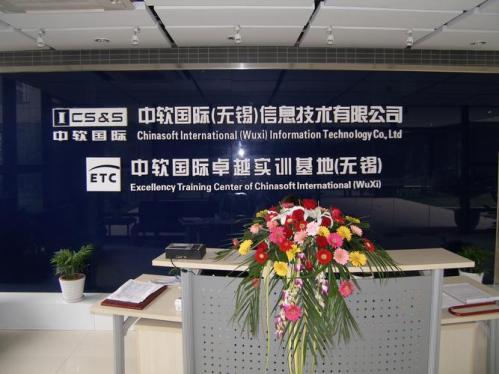 ICS&S 中软国际(无锡)信息技术有限公司
中软国际 Chinasoft International (Wuxi) Information Technology Co., Ltd
ETC 中软国际卓越实训基地(无锡)
Excellency Training Center of Chinasoft International (WuXi)